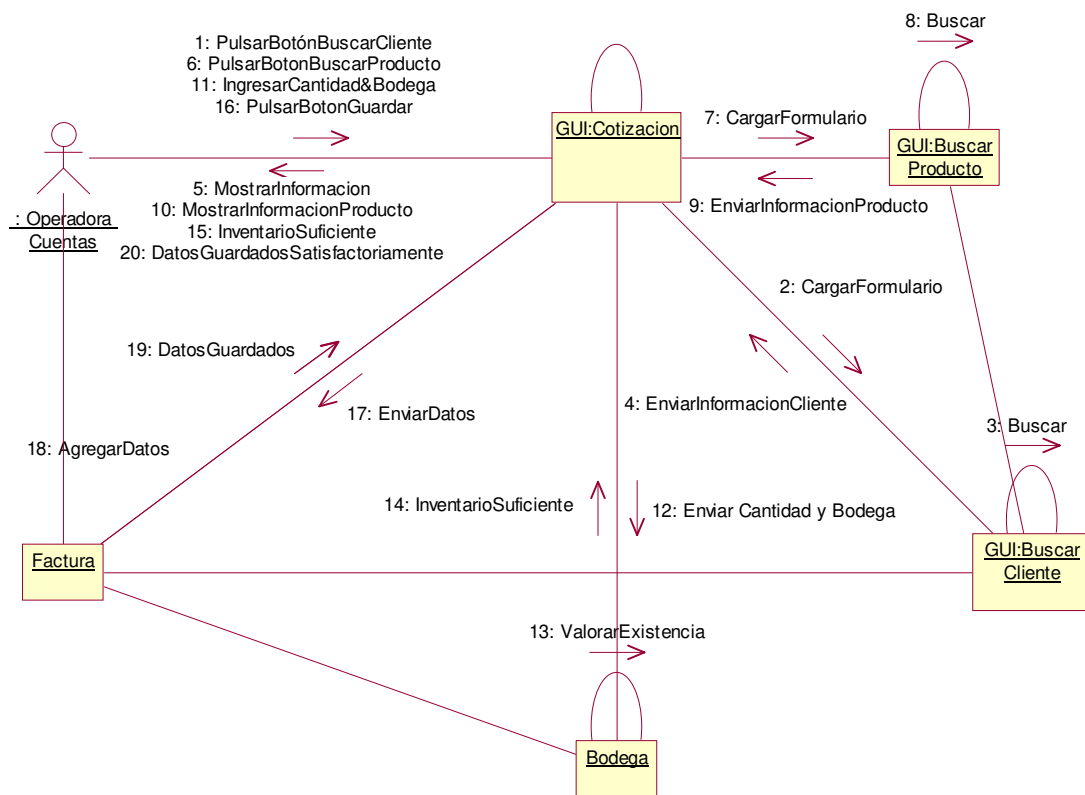 8: Buscar
1: PulsarBotónBuscarCliente
6: PulsarBotonBuscarProducto
11: IngresarCantidad&Bodega
16: PulsarBotonGuardar
GUI:Cotizacion
7: CargarFormulario
GUI:Buscar
Producto
5: MostrarInformacion
10: MostrarInformacionProducto
15: InventarioSuficiente
20: DatosGuardadosSatisfactoriamente
: Operadora
Cuentas
9: EnviarInformacionProducto
2: CargarFormulario
19: DatosGuardados
17: EnviarDatos
4: EnviarInformacionCliente
3: Buscar
18: AgregarDatos
14: InventarioSuficiente
12: Enviar Cantidad y Bodega
Factura
GUI:Buscar
Cliente
13: ValorarExistencia
Bodega